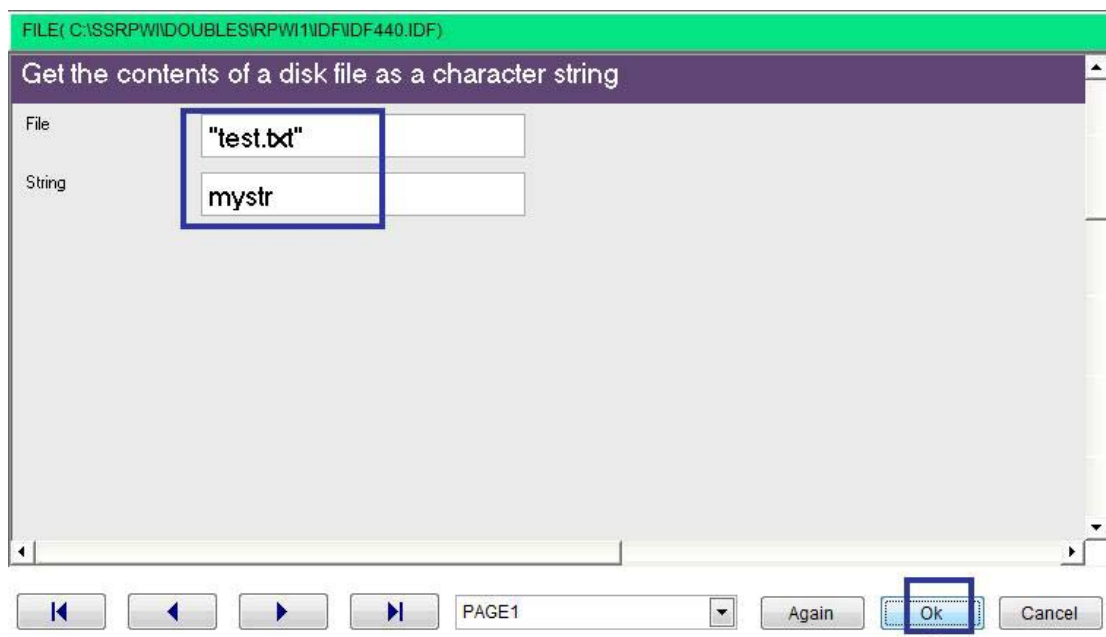 FILE( C:\SSRPWI\DOUBLES\RPWI1\IDF\IDF440.IDF)
Get the contents of a disk file as a character string
File "test.txt"
String mystr
PAGE1 Again Ok Cancel